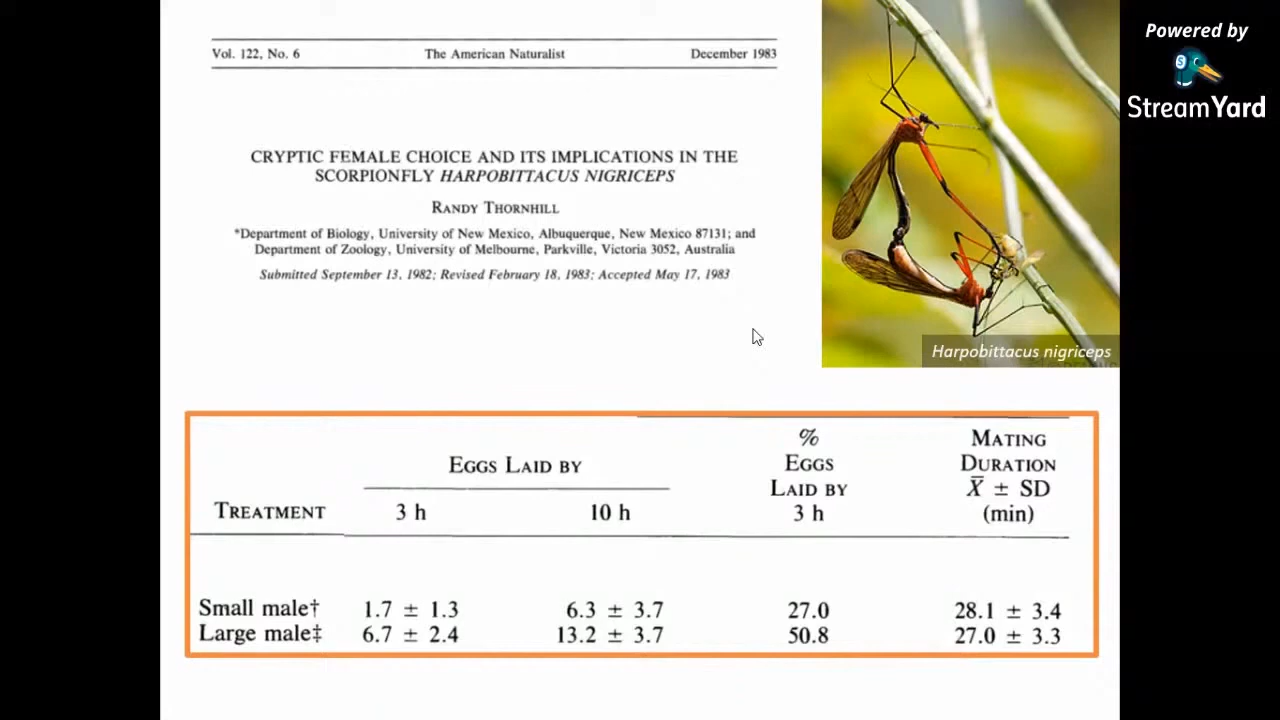 Vol. 122, No. 6 The American Naturalist December 1983
CRYPTIC FEMALE CHOICE AND ITS IMPLICATIONS IN THE
SCORPIONFLY HARPOBITTACUS NIGRICEPS
RANDY THORNHILL
*Department of Biology, University of New Mexico, Albuquerque, New Mexico 87131; and
Department of Zoology, University of Melbourne, Parkville, Victoria 3052, Australia
Submitted September 13, 1982; Revised February 18, 1983; Accepted May 17, 1983
Harpobittacus nigriceps
Powered by
StreamYard
TREATMENT
EGGS LAID BY
3 h 10 h
%
EGGS
LAID BY
3 h
MATING
DURATION
X̅ ± SD
(min)
Small male† 1.7 ± 1.3 6.3 ± 3.7 27.0 28.1 ± 3.4
Large male‡ 6.7 ± 2.4 13.2 ± 3.7 50.8 27.0 ± 3.3